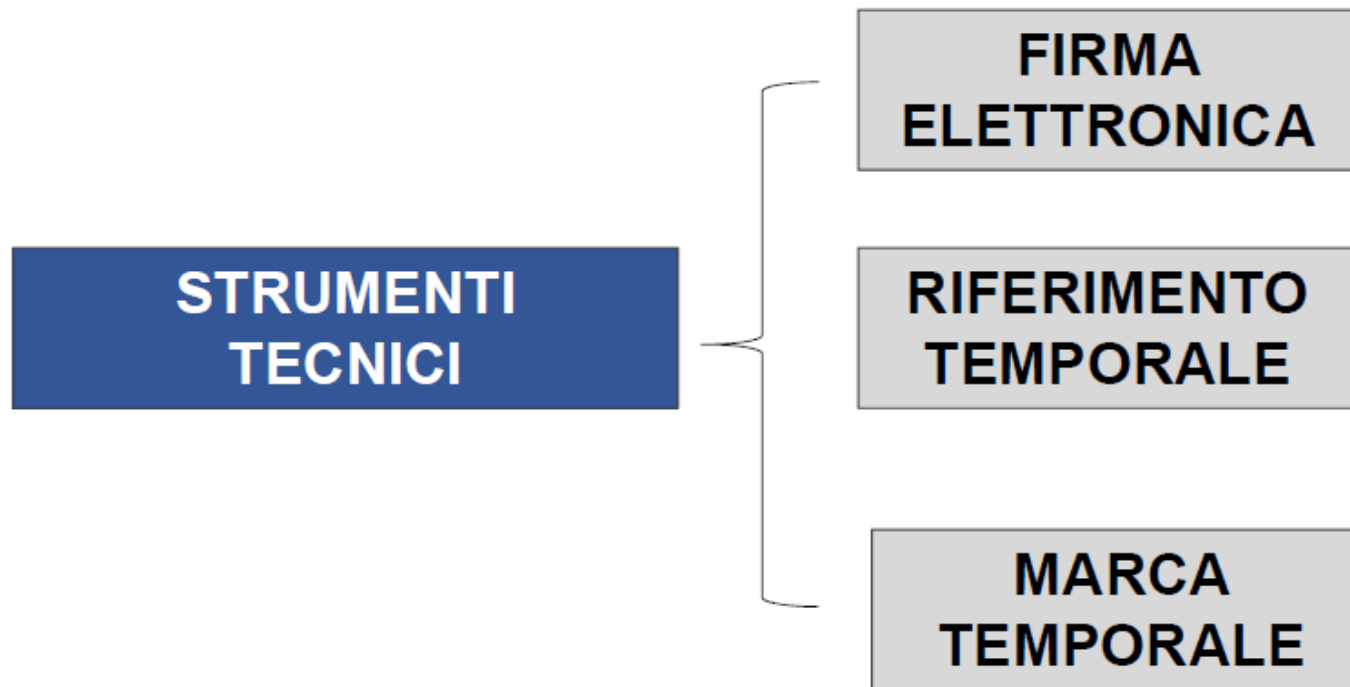 STRUMENTI
TECNICI
FIRMA
ELETTRONICA
RIFERIMENTO
TEMPORALE
MARCA
TEMPORALE